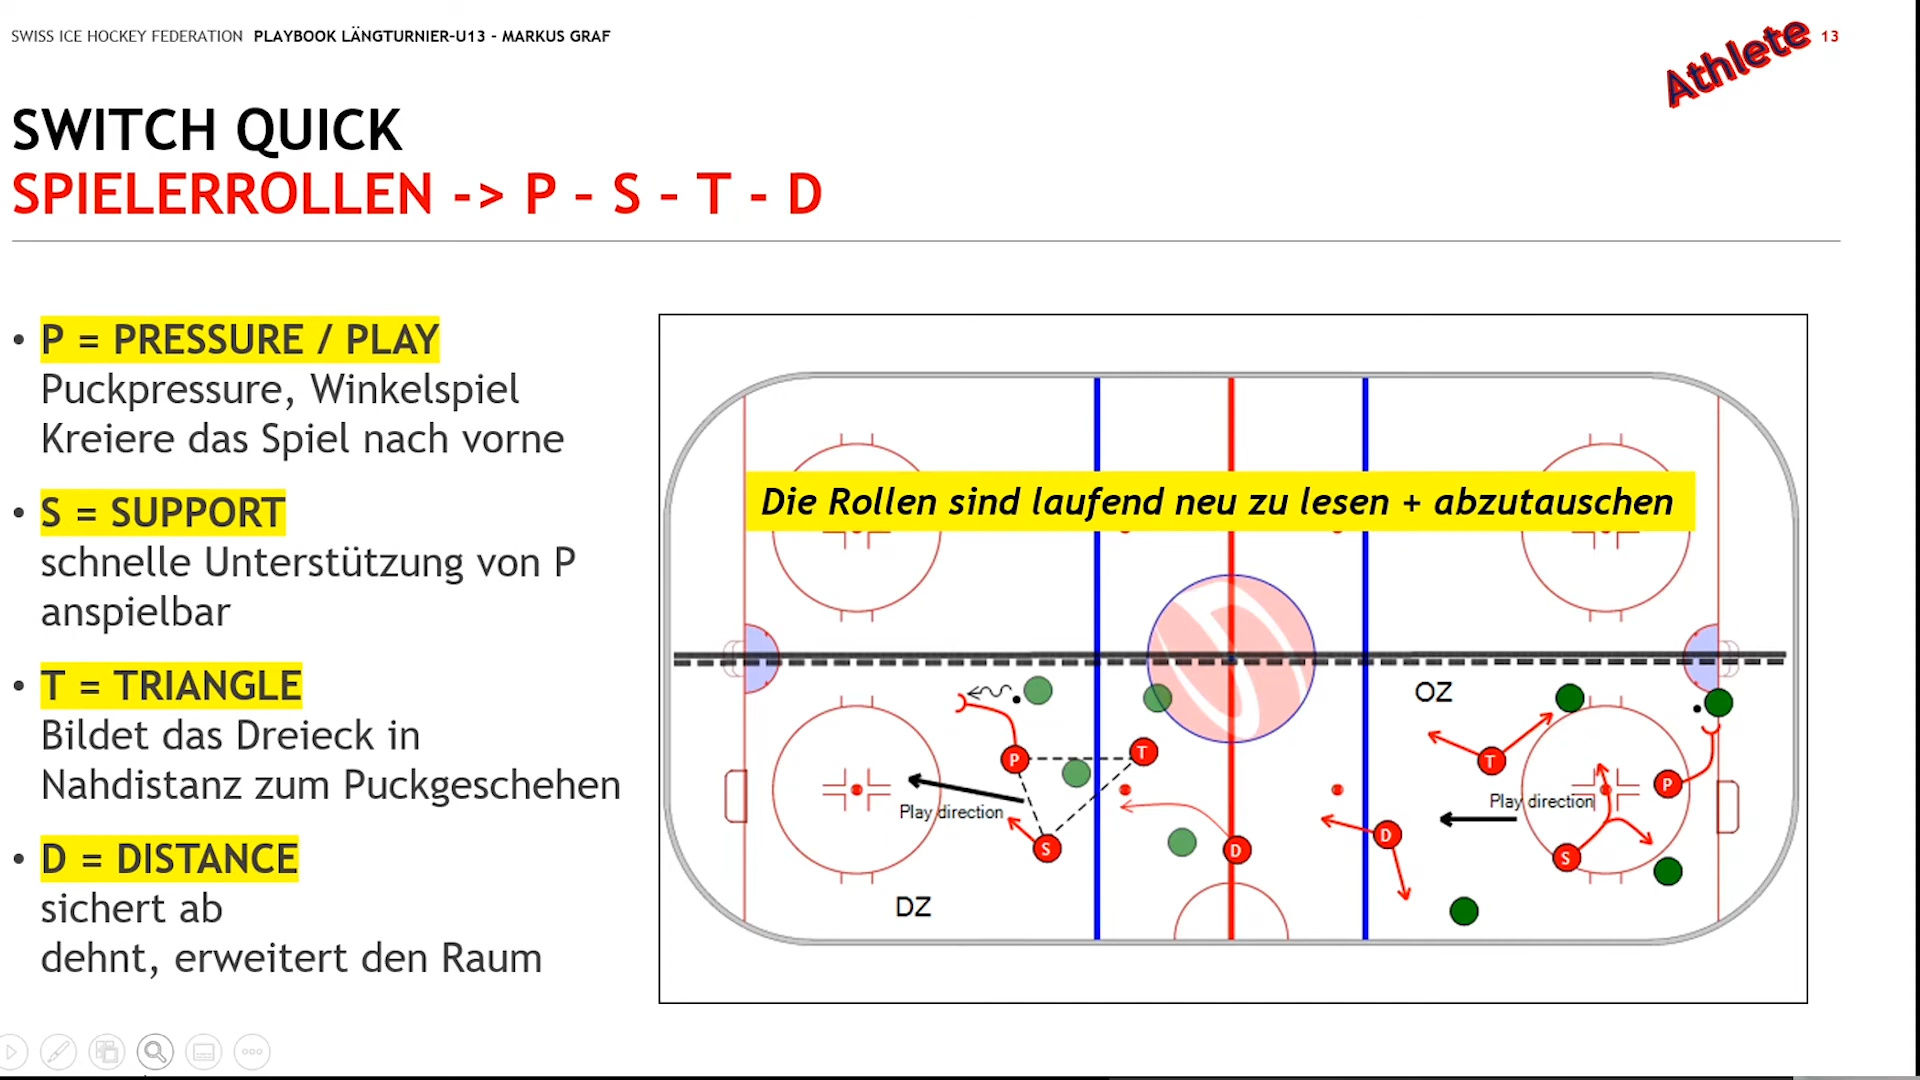 SWISS ICE HOCKEY FEDERATION PLAYBOOK LÄNGTURNIER-U13 - MARKUS GRAF
Athlete
13
SWITCH QUICK
SPIELERROLLEN -> P - S - T - D
• P = PRESSURE / PLAY
Puckpressure, Winkelspiel
Kreiere das Spiel nach vorne
• S = SUPPORT
schnelle Unterstützung von P
anspielbar
• T = TRIANGLE
Bildet das Dreieck in
Nahdistanz zum Puckgeschehen
• D = DISTANCE
sichert ab
dehnt, erweitert den Raum
Die Rollen sind laufend neu zu lesen + abzutauschen
OZ
P
T
T
P
Play direction
Play direction
S
D
D
S
DZ